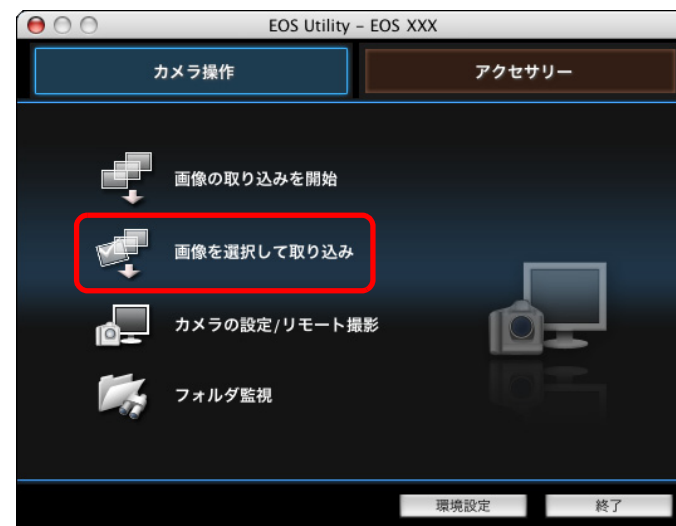 EOS Utility – EOS XXX
カメラ操作
アクセサリー
画像の取り込みを開始
画像を選択して取り込み
カメラの設定/リモート撮影
フォルダ監視
環境設定
終了